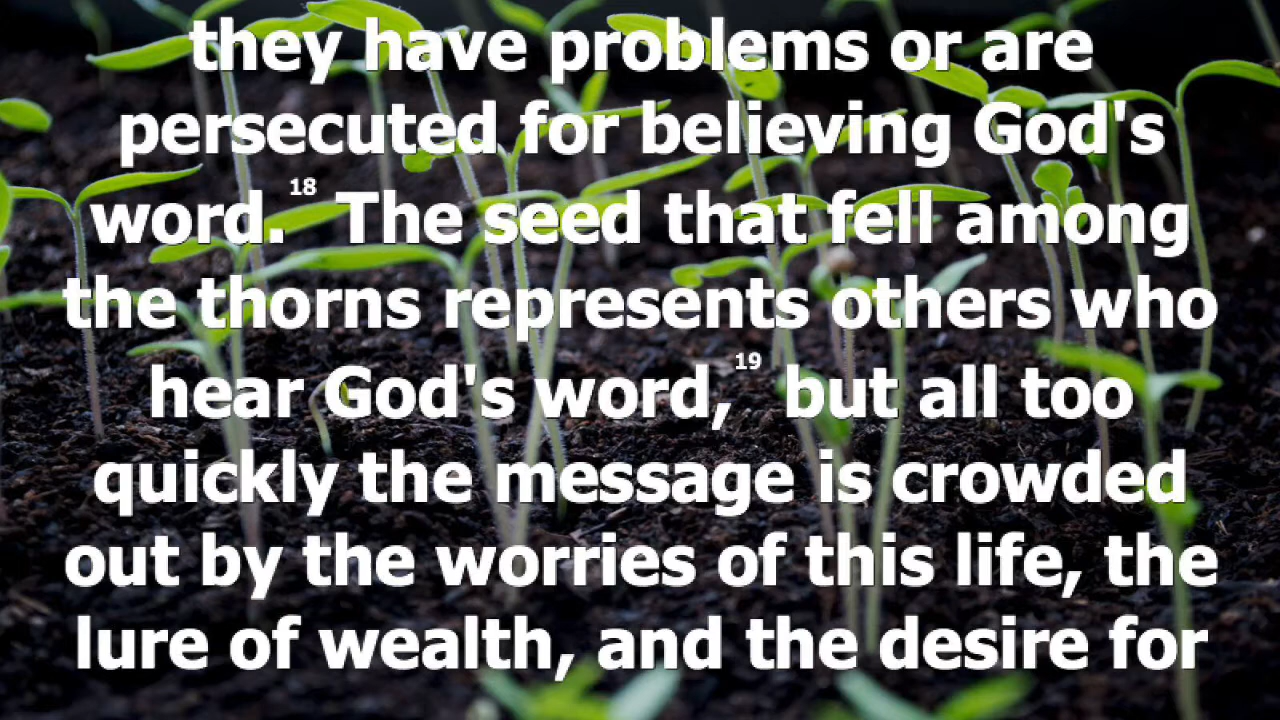 they have problems or are
persecuted for believing God's
word. 18 The seed that fell among
the thorns represents others who
hear God's word, 19 but all too
quickly the message is crowded
out by the worries of this life, the
lure of wealth, and the desire for